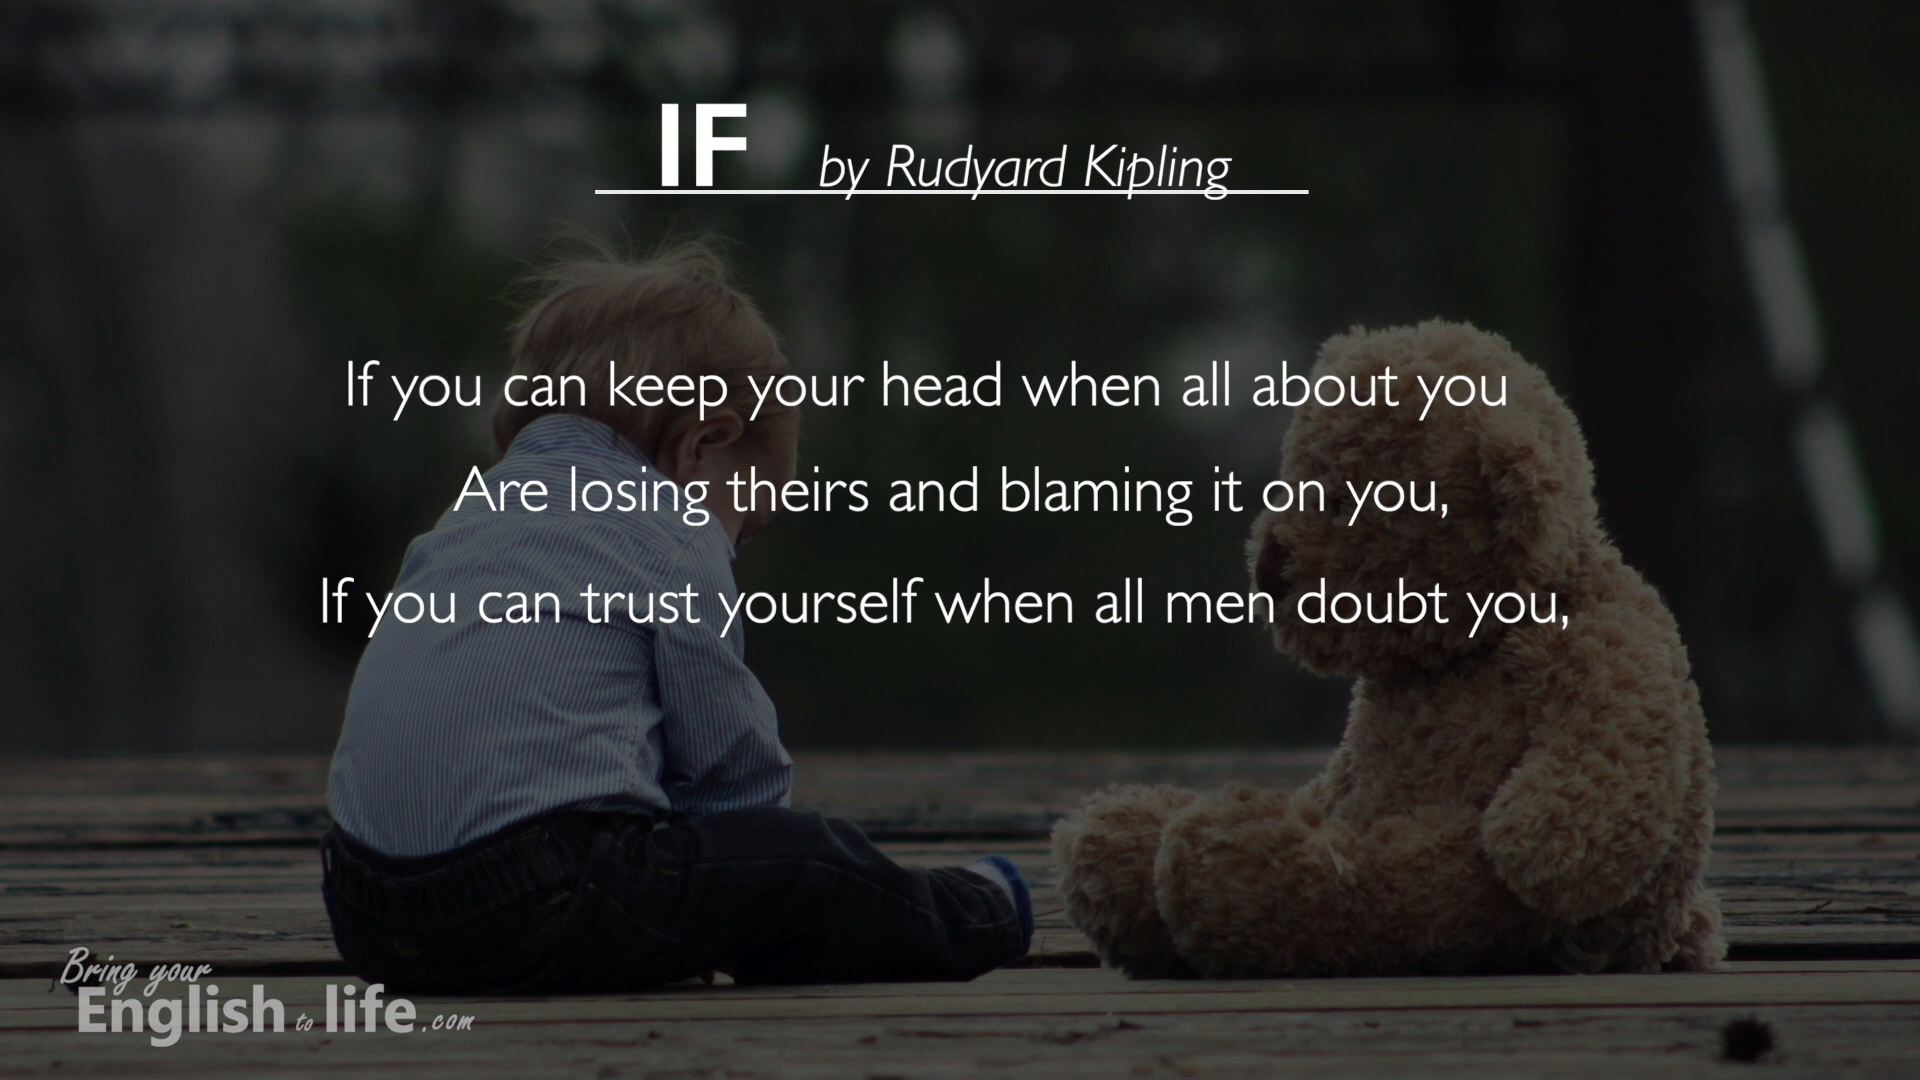 IF by Rudyard Kipling
If you can keep your head when all about you
Are losing theirs and blaming it on you,
If you can trust yourself when all men doubt you,
Bring your
English to life.com